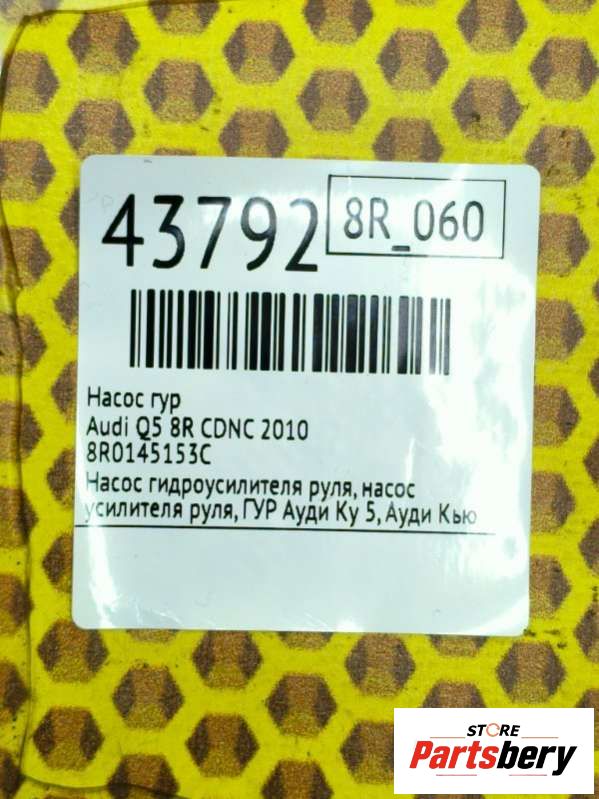 43792
8R_060
Насос гур
Audi Q5 8R CDNC 2010
8R0145153C
Насос гидроусилителя руля, насос
усилителя руля, ГУР Ауди Ку 5, Ауди Кью
STORE
Partsbery